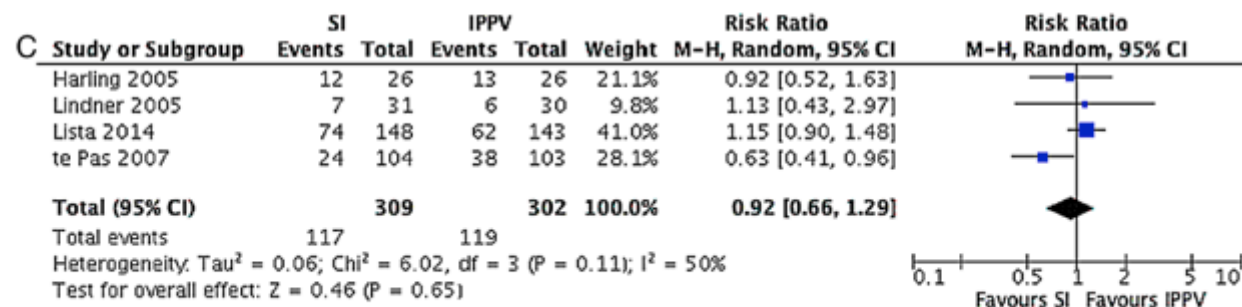 SI IPPV Risk Ratio Risk Ratio
C Study or Subgroup Events Total Events Total Weight M-H, Random, 95% CI M-H, Random, 95% CI
Harling 2005 12 26 13 26 21.1% 0.92 [0.52, 1.63]
Lindner 2005 7 31 6 30 9.8% 1.13 [0.43, 2.97]
Lista 2014 74 148 62 143 41.0% 1.15 [0.90, 1.48]
te Pas 2007 24 104 38 103 28.1% 0.63 [0.41, 0.96]
Total (95% CI) 309 302 100.0% 0.92 [0.66, 1.29]
Total events 117 119
Heterogeneity: Tau² = 0.06; Chi² = 6.02, df = 3 (P = 0.11); I² = 50%
Test for overall effect: Z = 0.46 (P = 0.65)
0.1 0.5 1 2 5 10
Favours SI Favours IPPV